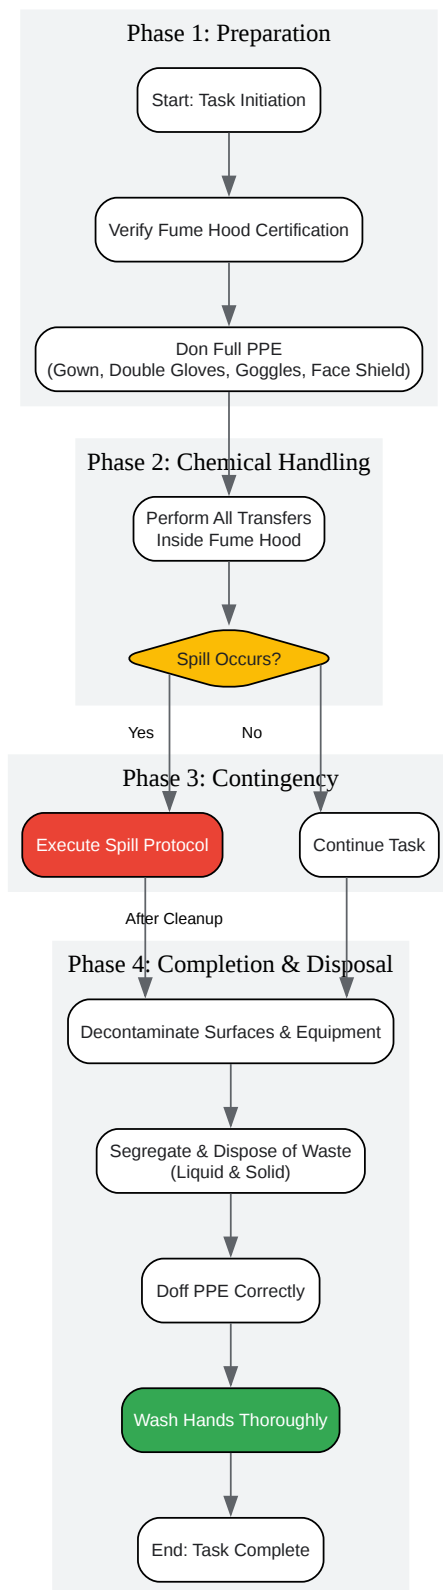 Phase 1: Preparation
Start: Task Initiation
Verify Fume Hood Certification
Don Full PPE
(Gown, Double Gloves, Goggles, Face Shield)
Phase 2: Chemical Handling
Perform All Transfers
Inside Fume Hood
Spill Occurs?
Yes
No
Phase 3: Contingency
Execute Spill Protocol
Continue Task
After Cleanup
Phase 4: Completion & Disposal
Decontaminate Surfaces & Equipment
Segregate & Dispose of Waste
(Liquid & Solid)
Doff PPE Correctly
Wash Hands Thoroughly
End: Task Complete